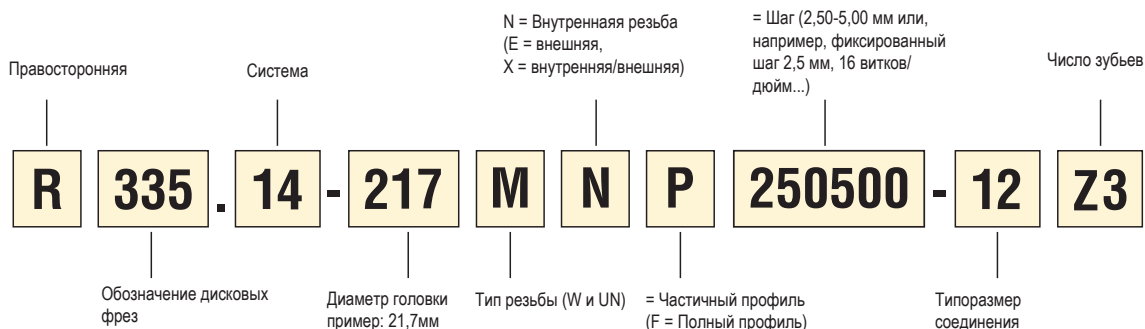 N = Внутреннаяя резьба
(E = внешняя,
X = внутренняя/внешняя)
= Шаг (2,50-5,00 мм или,
например, фиксированный
шаг 2,5 мм, 16 витков/
дюйм...)
Правосторонняя
Система
Число зубьев
R 335 . 14 - 217 M N P 250500 - 12 Z3
Обозначение дисковых
фрез
Диаметр головки
пример: 21,7мм
Тип резьбы (W и UN)
= Частичный профиль
(F = Полный профиль)
Типоразмер
соединения